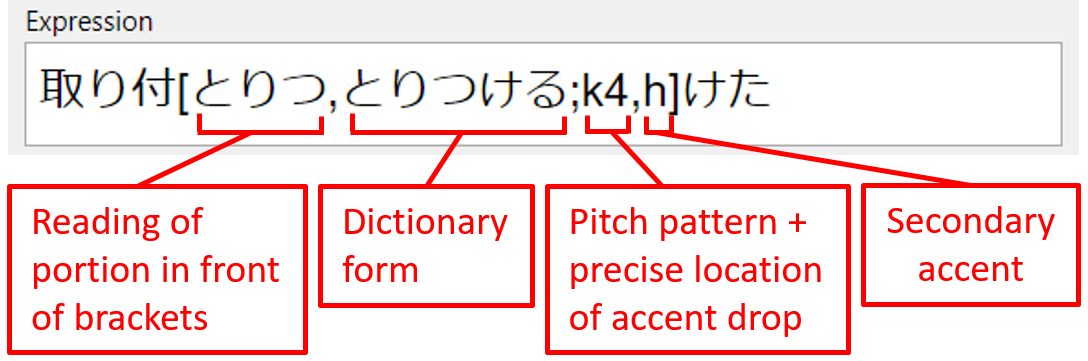 Expression
取り付[とりつ,とりつける;k4,h]けた
Reading of
portion in front
of brackets
Dictionary
form
Pitch pattern +
precise location
of accent drop
Secondary
accent